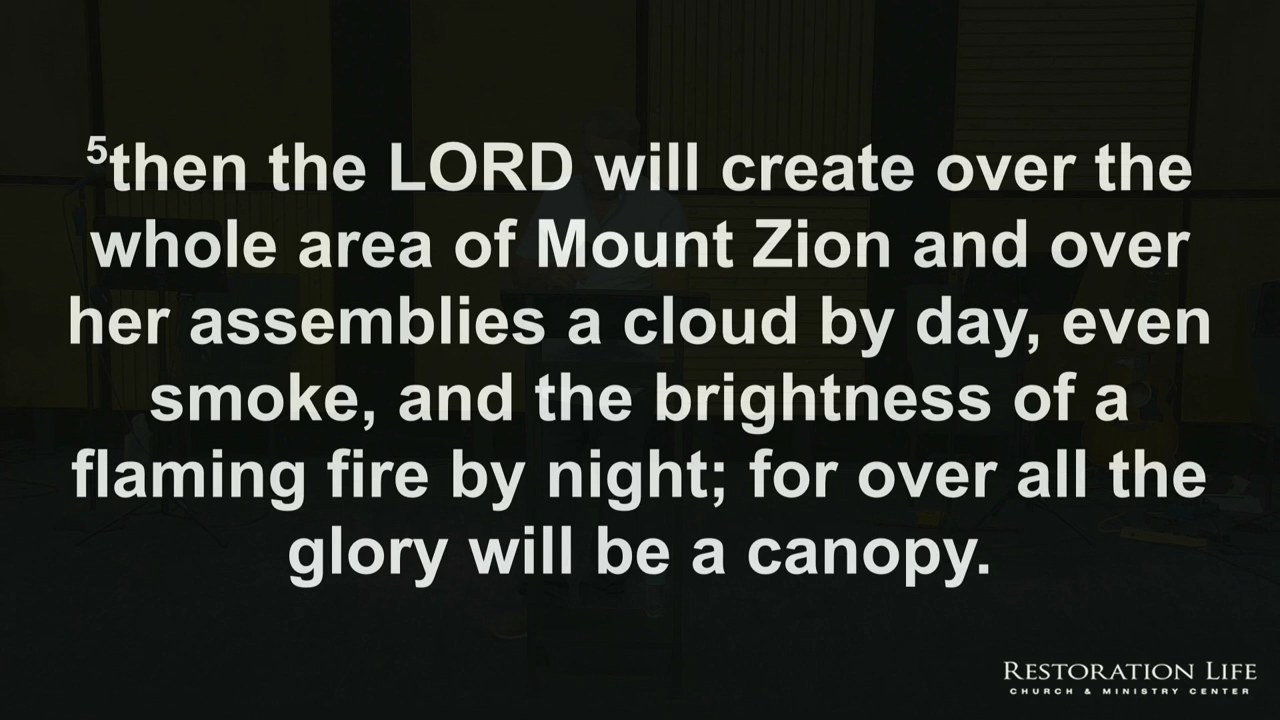 ⁵then the LORD will create over the
whole area of Mount Zion and over
her assemblies a cloud by day, even
smoke, and the brightness of a
flaming fire by night; for over all the
glory will be a canopy.
RESTORATION LIFE
CHURCH & MINISTRY CENTER